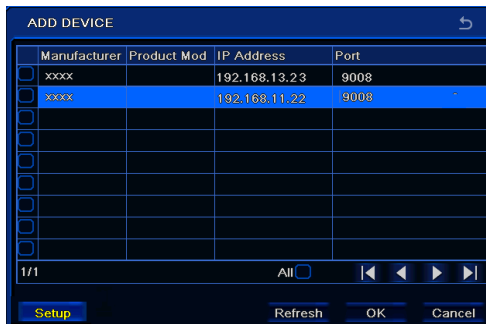 ADD DEVICE
Manufacturer Product Mod IP Address Port
xxxx 192.168.13.23 9008
xxxx 192.168.11.22 9008
1/1 All
Setup Refresh OK Cancel